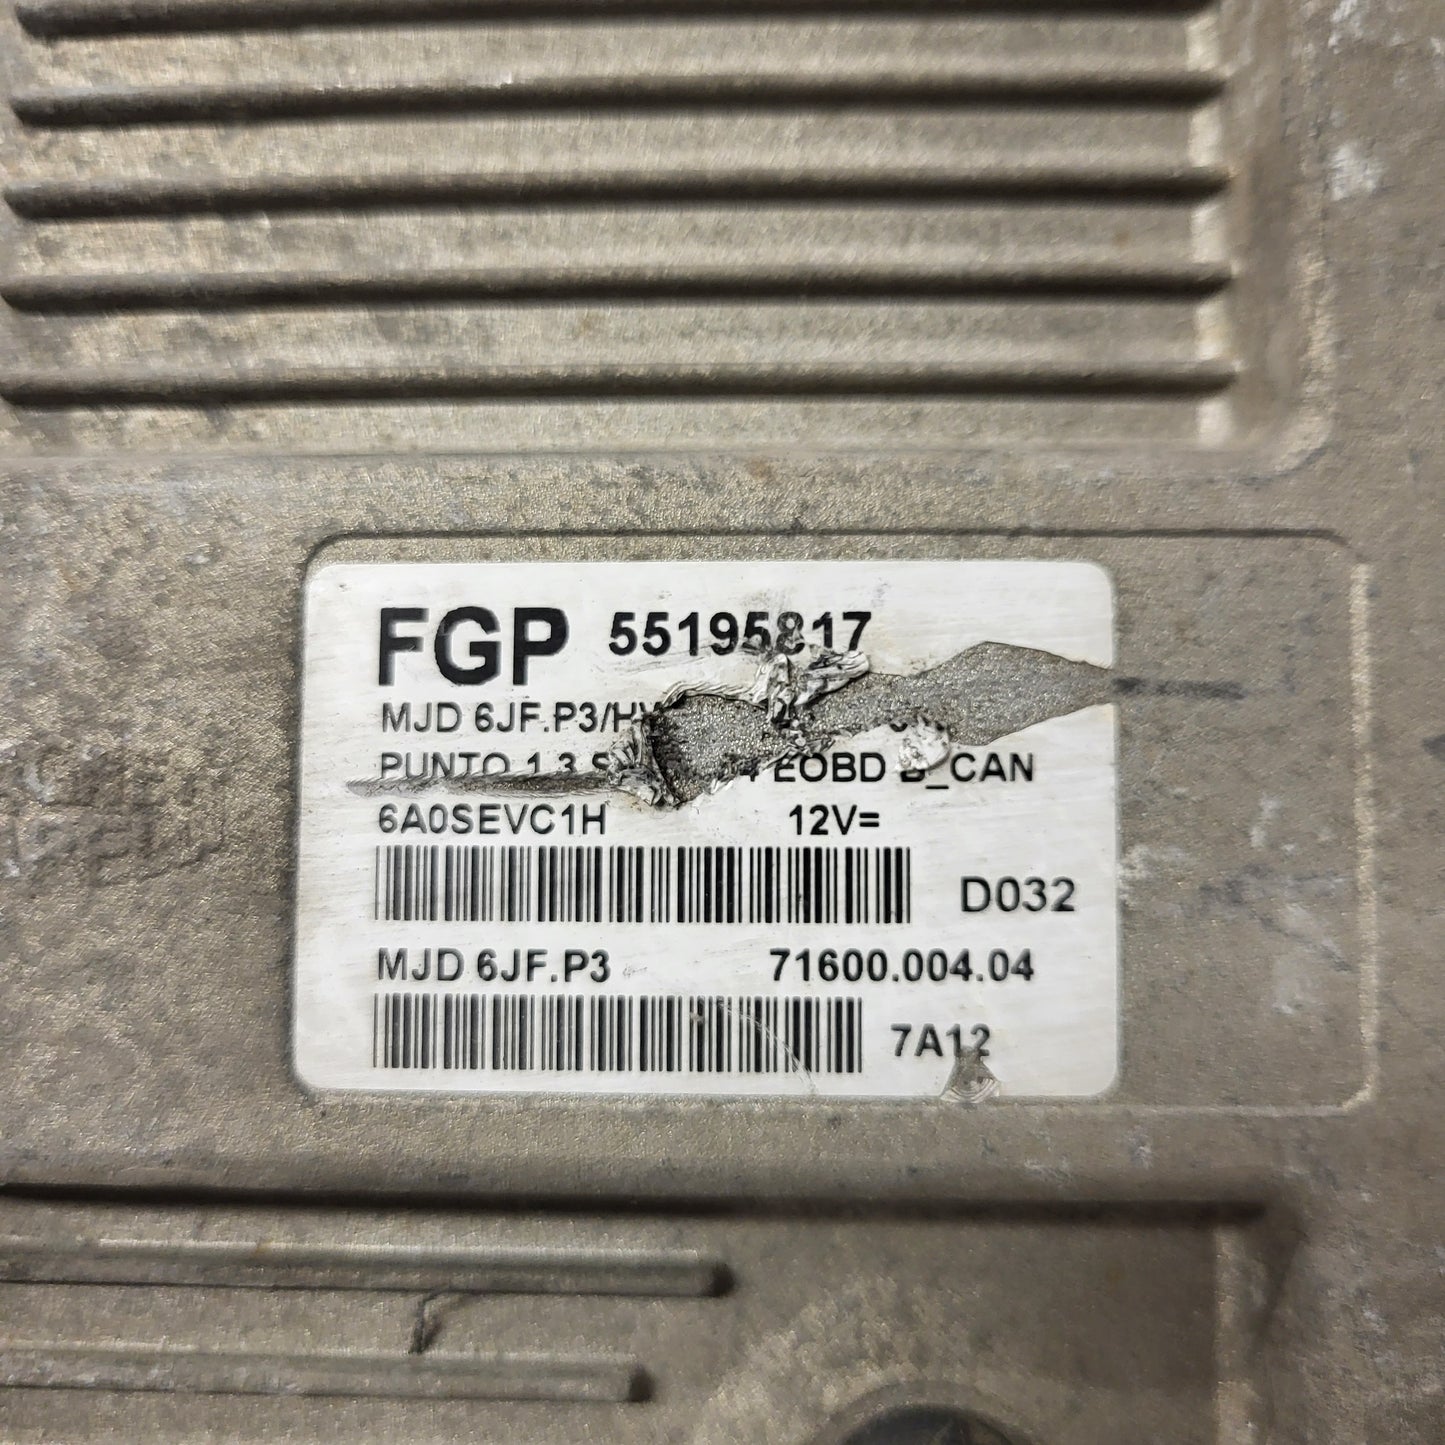 FGP 55195817
MJD 6JF.P3/HW
PUNTO 1.3 EOBD B_CAN
6A0SEVC1H 12V=
D032
MJD 6JF.P3 71600.004.04
7A12